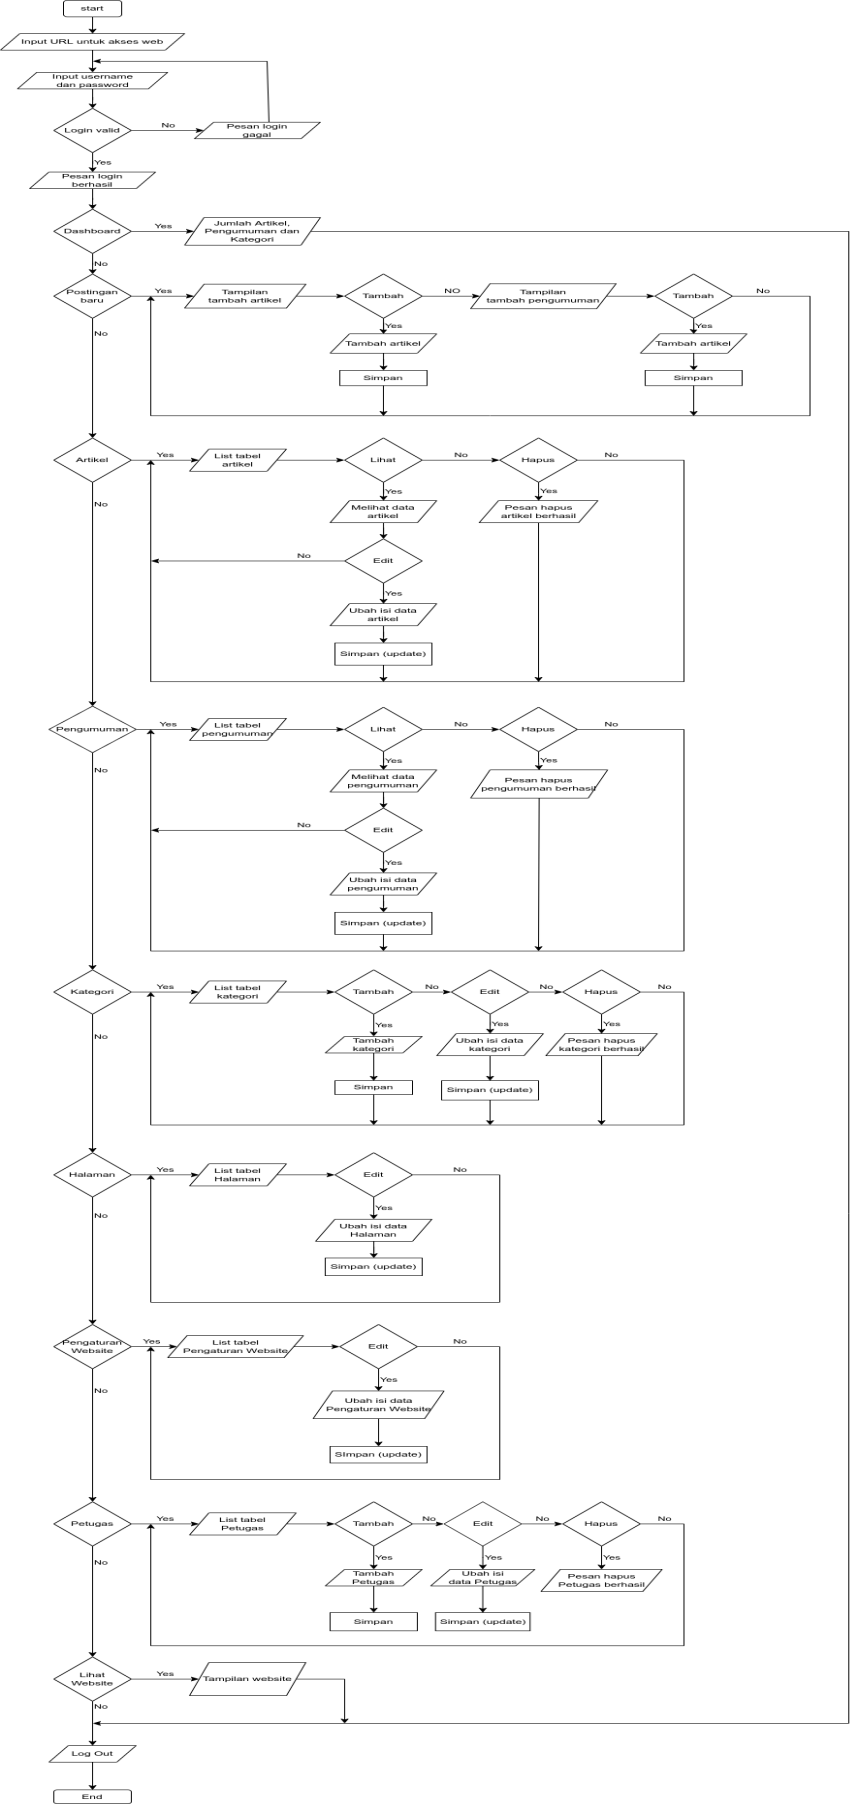 start
Input URL untuk akses web
Input username
dan password
Login valid
No
Pesan login
gagal
Yes
Pesan login
berhasil
Dashboard
Yes
Jumlah Artikel,
Pengumuman dan
Kategori
No
Postingan
baru
Yes
Tampilan
tambah artikel
Tambah
NO
Tampilan
tambah pengumuman
Tambah
No
Yes
Yes
No
Tambah artikel
Tambah artikel
Simpan
Simpan
Artikel
Yes
List tabel
artikel
Lihat
No
Hapus
No
Yes
Yes
No
Melihat data
artikel
Pesan hapus
artikel berhasil
No
Edit
Yes
Ubah isi data
artikel
Simpan (update)
Pengumuman
Yes
List tabel
pengumuman
Lihat
No
Hapus
No
Yes
Yes
No
Melihat data
pengumuman
Pesan hapus
pengumuman berhasil
No
Edit
Yes
Ubah isi data
pengumuman
Simpan (update)
Kategori
Yes
List tabel
kategori
Tambah
No
Edit
No
Hapus
No
Yes
Yes
Yes
No
Tambah
kategori
Ubah isi data
kategori
Pesan hapus
kategori berhasil
Simpan
Simpan (update)
Halaman
Yes
List tabel
Halaman
Edit
No
Yes
No
Ubah isi data
Halaman
Simpan (update)
Pengaturan
Website
Yes
List tabel
Pengaturan Website
Edit
No
Yes
No
Ubah isi data
Pengaturan Website
SImpan (update)
Petugas
Yes
List tabel
Petugas
Tambah
No
Edit
No
Hapus
No
Yes
Yes
Yes
No
Tambah
Petugas
Ubah isi
data Petugas
Pesan hapus
Petugas berhasil
Simpan
Simpan (update)
Lihat
Website
Yes
Tampilan website
No
Log Out
End